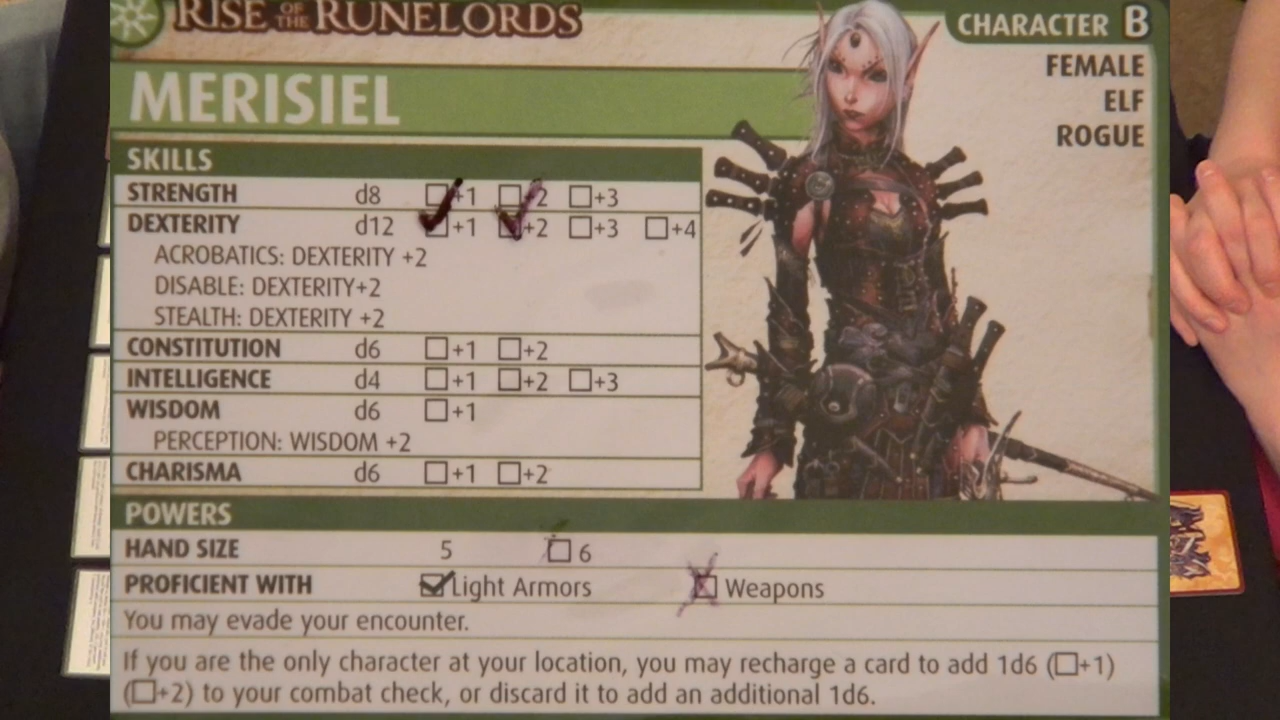 RISE OF THE RUNELORDS
CHARACTER B
FEMALE
ELF
ROGUE
MERISIEL
SKILLS
STRENGTH d8 □+1 □+2 □+3
DEXTERITY d12 □+1 □+2 □+3 □+4
ACROBATICS: DEXTERITY +2
DISABLE: DEXTERITY+2
STEALTH: DEXTERITY +2
CONSTITUTION d6 □+1 □+2
INTELLIGENCE d4 □+1 □+2 □+3
WISDOM d6 □+1
PERCEPTION: WISDOM +2
CHARISMA d6 □+1 □+2
POWERS
HAND SIZE 5 □ 6
PROFICIENT WITH ☑ Light Armors □ Weapons
You may evade your encounter.
If you are the only character at your location, you may recharge a card to add 1d6 (□+1)
(□+2) to your combat check, or discard it to add an additional 1d6.